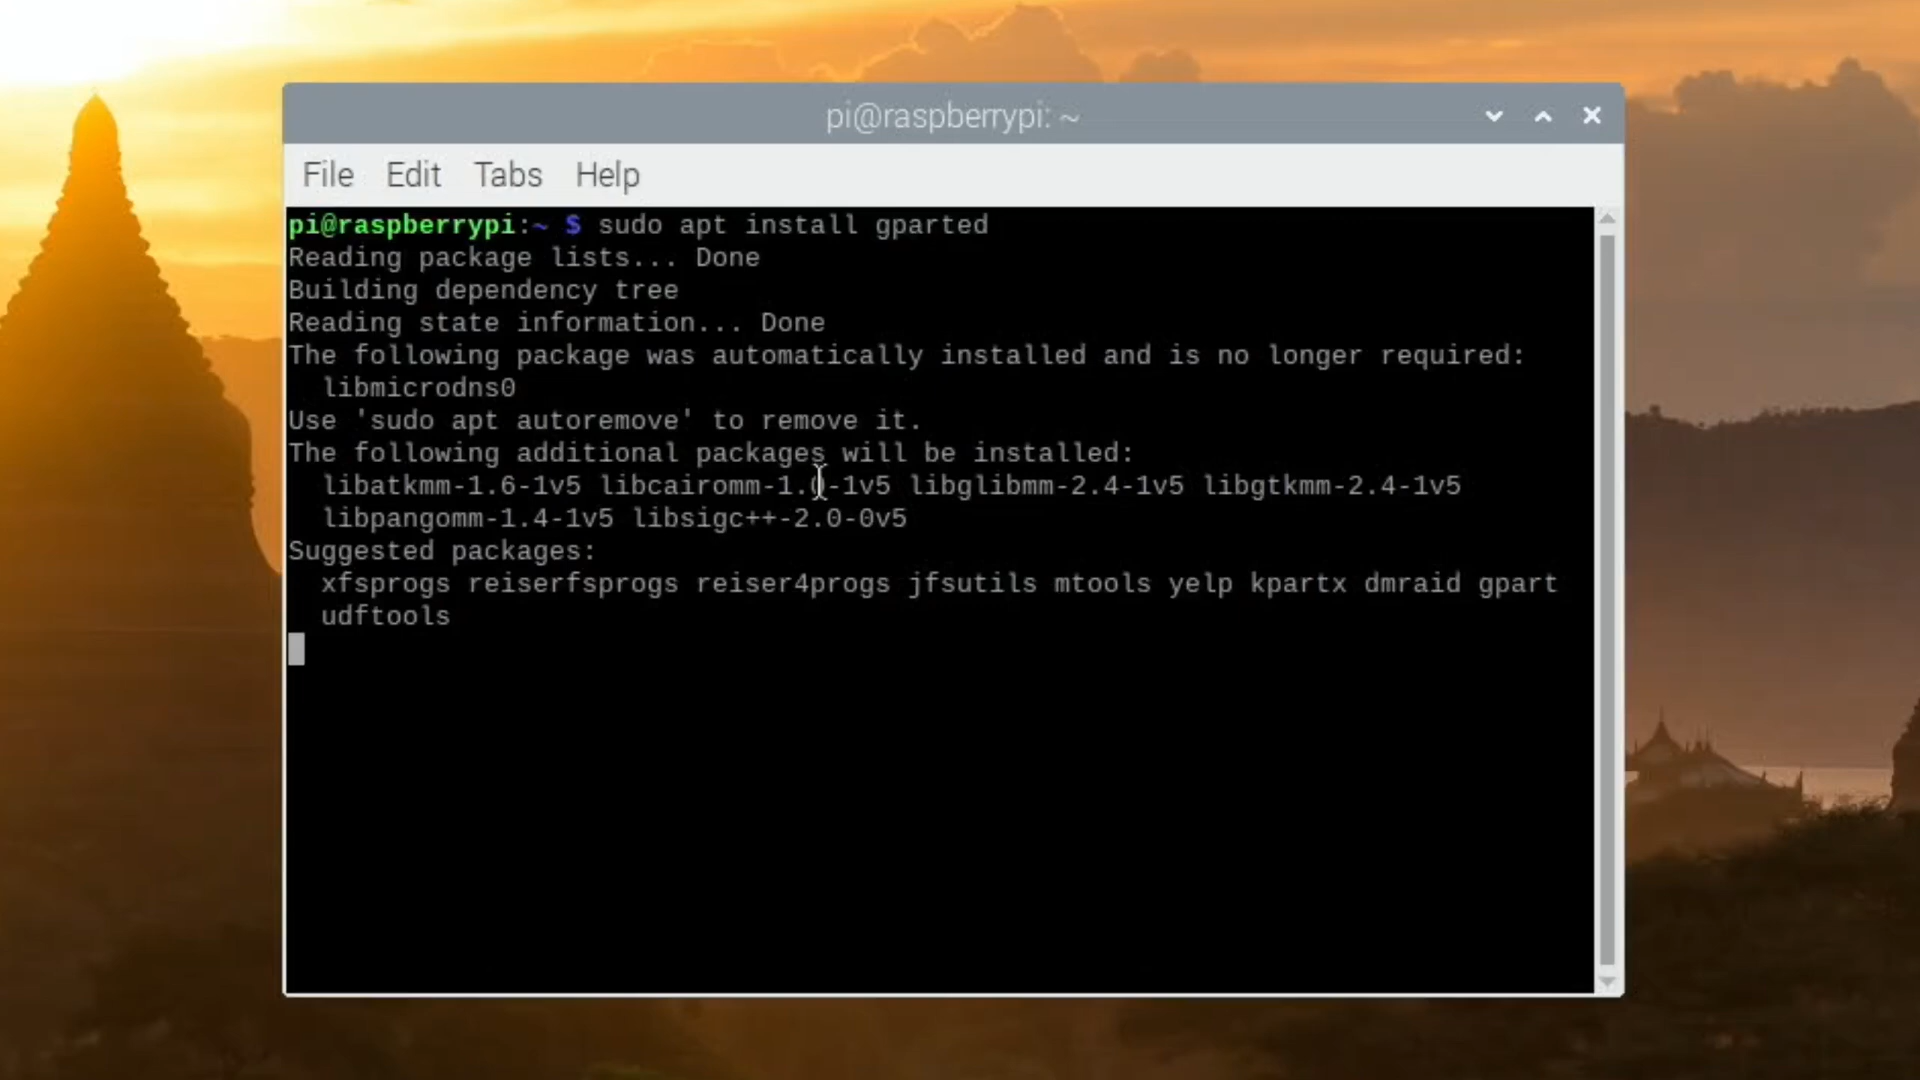 pi@raspberrypi: ~
File Edit Tabs Help
pi@raspberrypi:~ $ sudo apt install gparted
Reading package lists... Done
Building dependency tree
Reading state information... Done
The following package was automatically installed and is no longer required:
  libmicrodns0
Use 'sudo apt autoremove' to remove it.
The following additional packages will be installed:
  libatkmm-1.6-1v5 libcairomm-1.0-1v5 libglibmm-2.4-1v5 libgtkmm-2.4-1v5
  libpangomm-1.4-1v5 libsigc++-2.0-0v5
Suggested packages:
  xfsprogs reiserfsprogs reiser4progs jfsutils mtools yelp kpartx dmraid gpart
  udftools